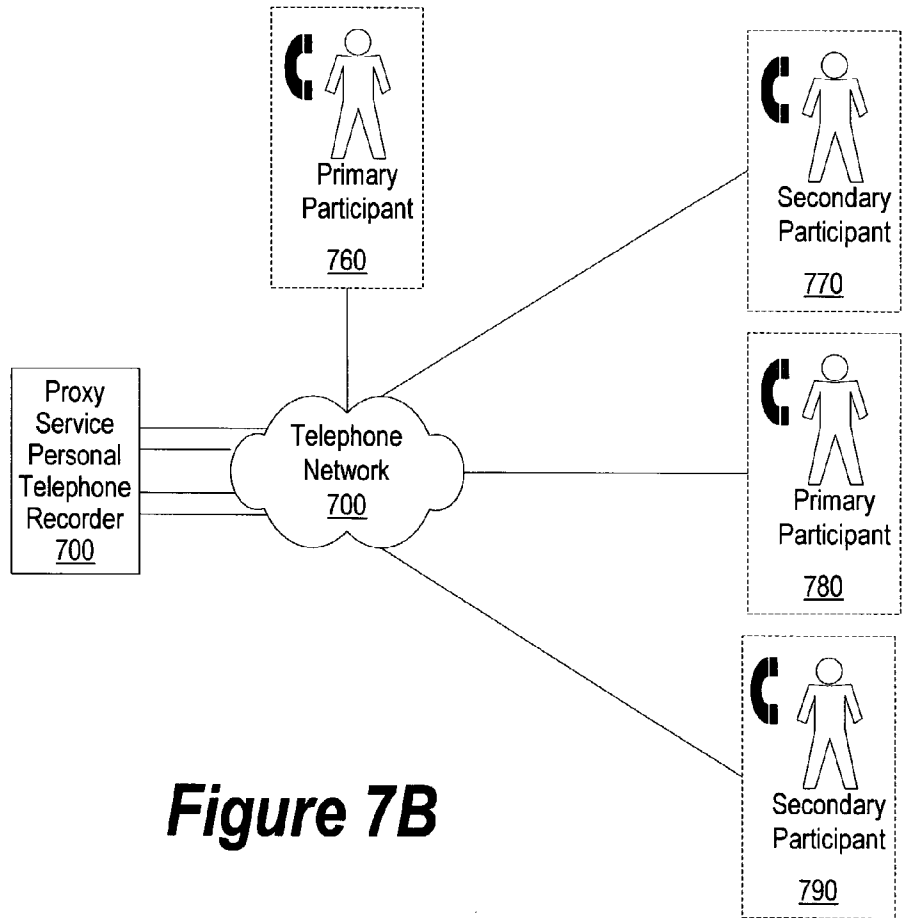 Primary
Participant
760
Secondary
Participant
770
Proxy
Service
Personal
Telephone
Recorder
700
Telephone
Network
700
Primary
Participant
780
Secondary
Participant
790
Figure 7B